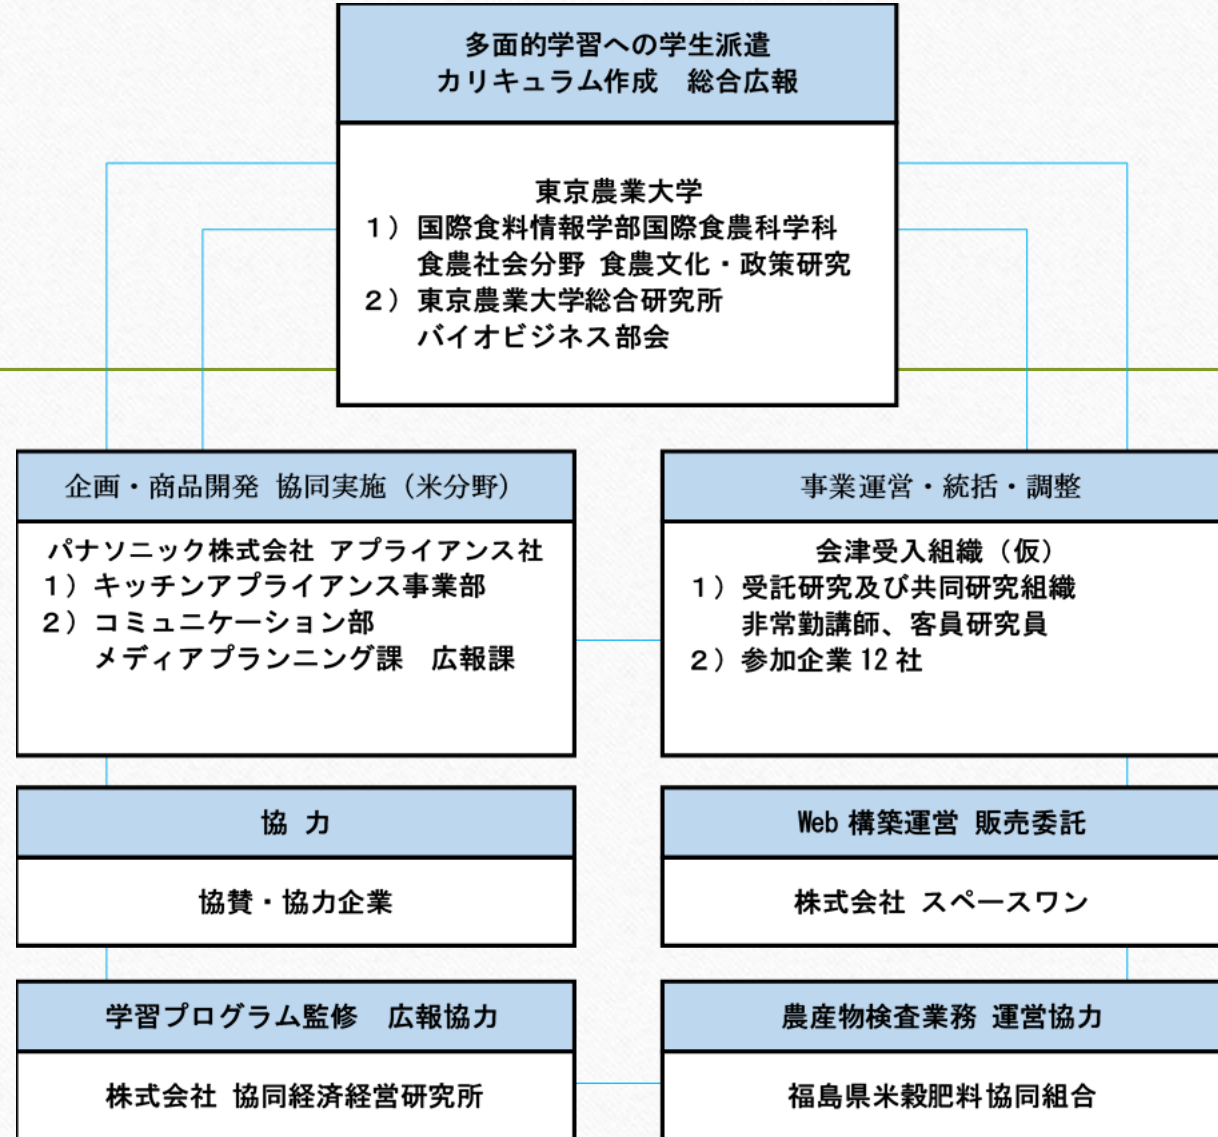 多面的学習への学生派遣
カリキュラム作成　総合広報
東京農業大学
１）国際食料情報学部国際食農科学科
食農社会分野 食農文化・政策研究
２）東京農業大学総合研究所
バイオビジネス部会
企画・商品開発 協同実施（米分野）
パナソニック株式会社 アプライアンス社
１）キッチンアプライアンス事業部
２）コミュニケーション部
メディアプランニング課　広報課
事業運営・統括・調整
会津受入組織（仮）
１）受託研究及び共同研究組織
非常勤講師、客員研究員
２）参加企業 12 社
協 力
協賛・協力企業
Web 構築運営 販売委託
株式会社 スペースワン
学習プログラム監修　広報協力
株式会社 協同経済経営研究所
農産物検査業務 運営協力
福島県米穀肥料協同組合